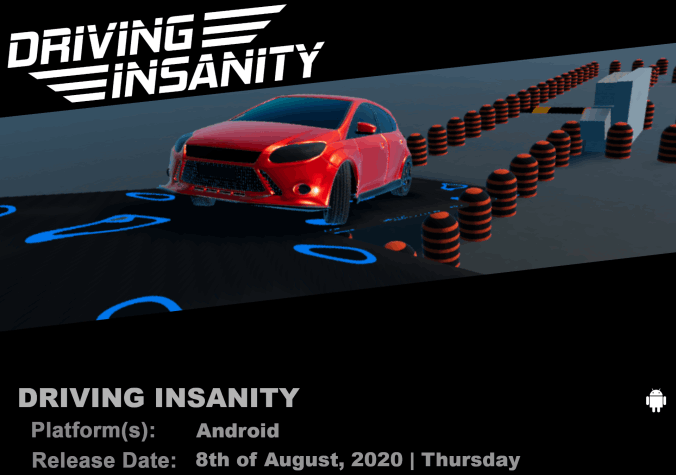 DRIVING
INSANITY
DRIVING INSANITY
Platform(s): Android
Release Date: 8th of August, 2020 | Thursday